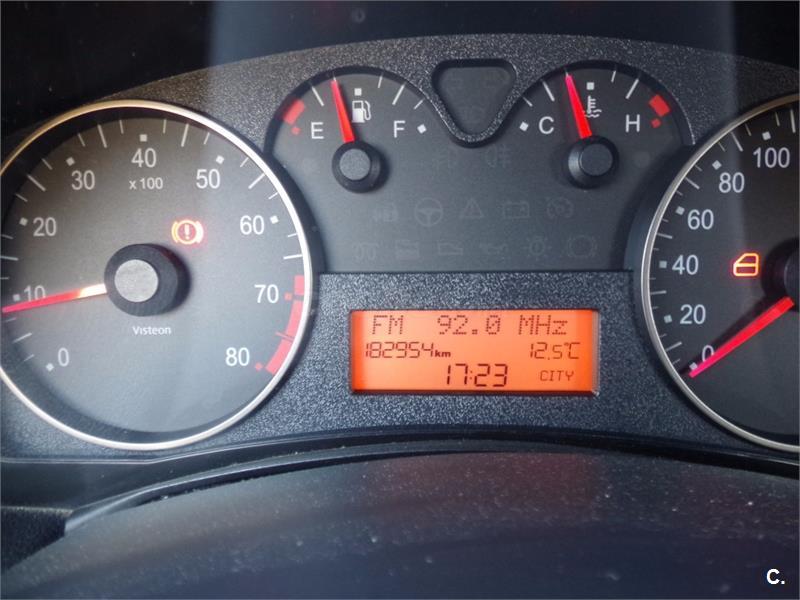 0 10 20 30 40 50 60 70 80
x 100
Visteon
E F
C H
0 20 40 60 80 100
FM 92.0 MHz
182954km 12.5°C
17:23 CITY
C.